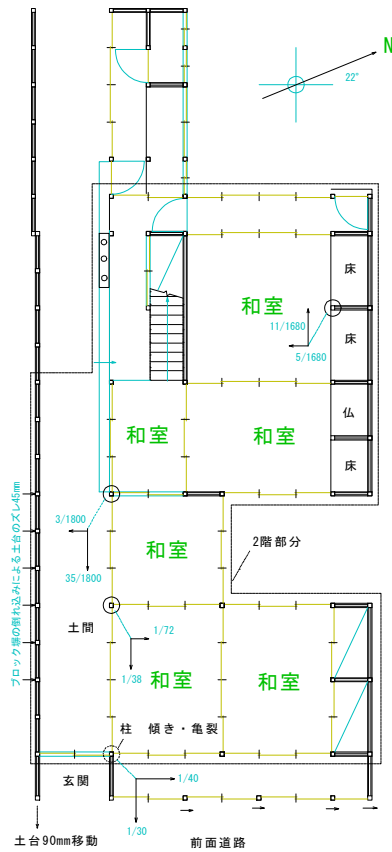 N
22°
床
和室
11/1680
5/1680
床
和室
和室
仏
床
3/1800
和室
35/1800
2階部分
ブロック塀の倒れ込みによる土台のズレ45mm
土間
1/72
1/38
和室
和室
柱 傾き・亀裂
玄関
1/40
1/30
土台90mm移動
前面道路